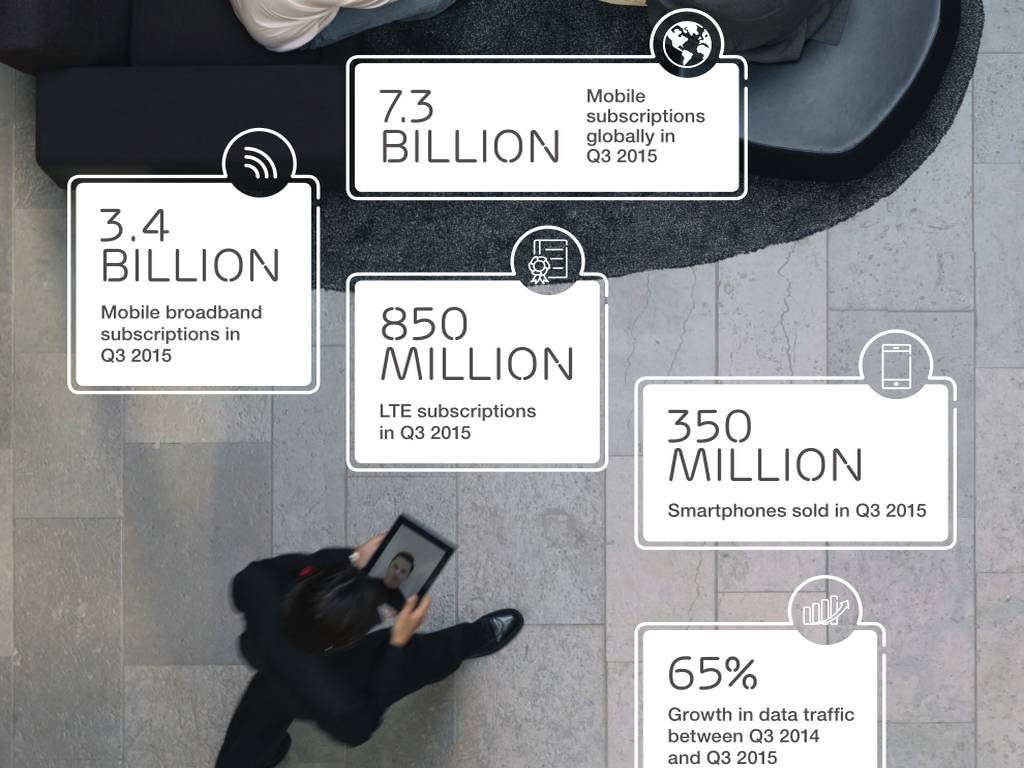 7.3
BILLION
Mobile
subscriptions
globally in
Q3 2015
3.4
BILLION
Mobile broadband
subscriptions in
Q3 2015
850
MILLION
LTE subscriptions
in Q3 2015
350
MILLION
Smartphones sold in Q3 2015
65%
Growth in data traffic
between Q3 2014
and Q3 2015